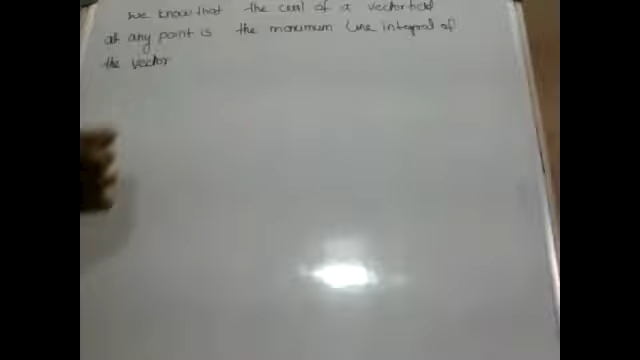 we know that the curl of a vector field
at any point is the maximum line integral of
the vector